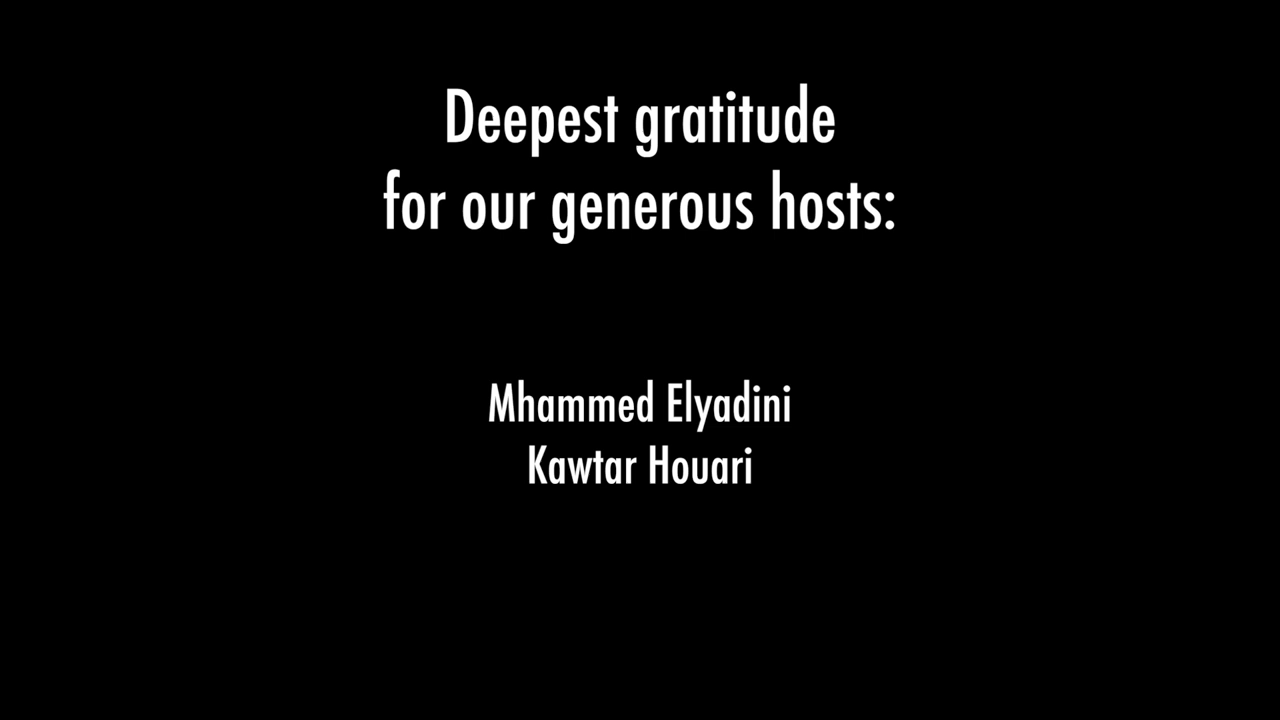 Deepest gratitude
for our generous hosts:
Mhammed Elyadini
Kawtar Houari